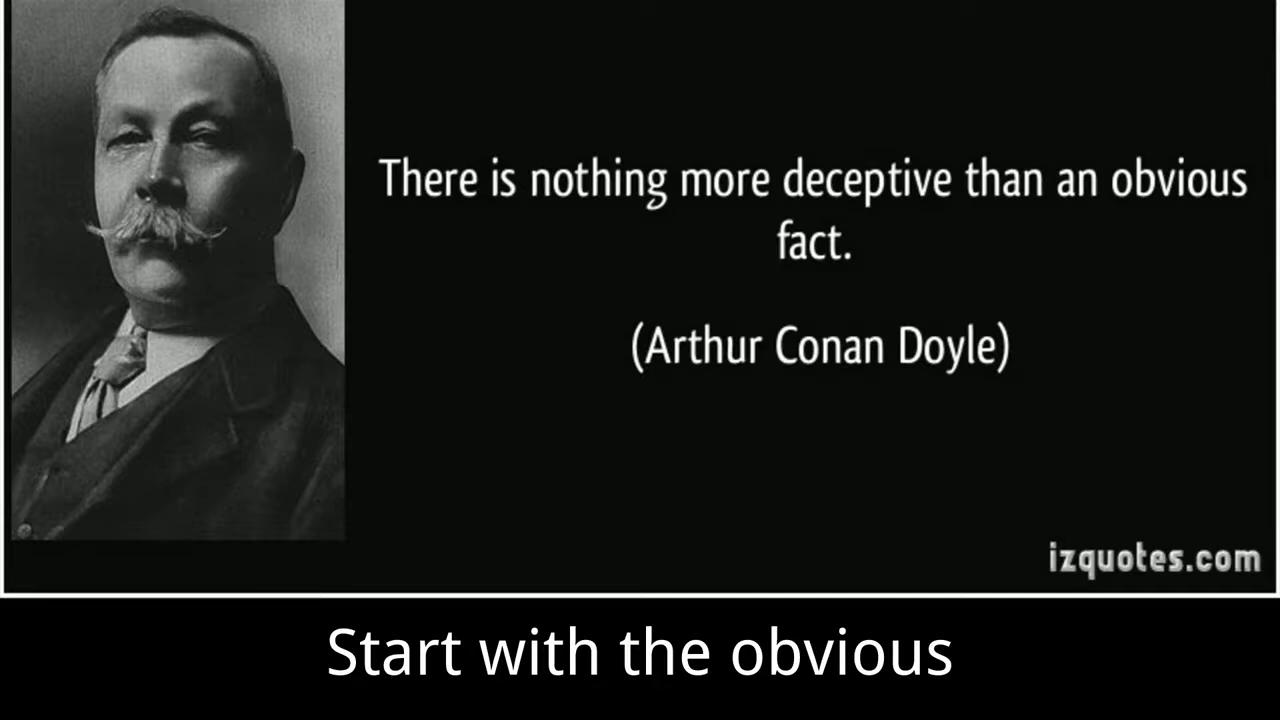 There is nothing more deceptive than an obvious
fact.
(Arthur Conan Doyle)
izquotes.com
Start with the obvious